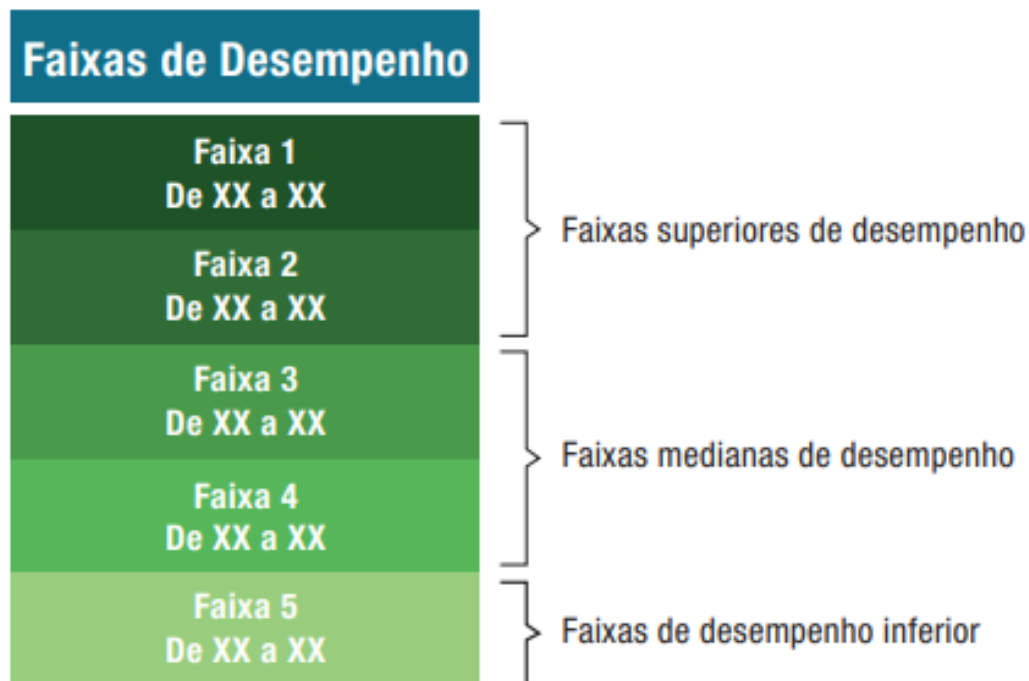 Faixas de Desempenho
Faixa 1
De XX a XX
Faixas superiores de desempenho
Faixa 2
De XX a XX
Faixa 3
De XX a XX
Faixas medianas de desempenho
Faixa 4
De XX a XX
Faixa 5
De XX a XX
Faixas de desempenho inferior